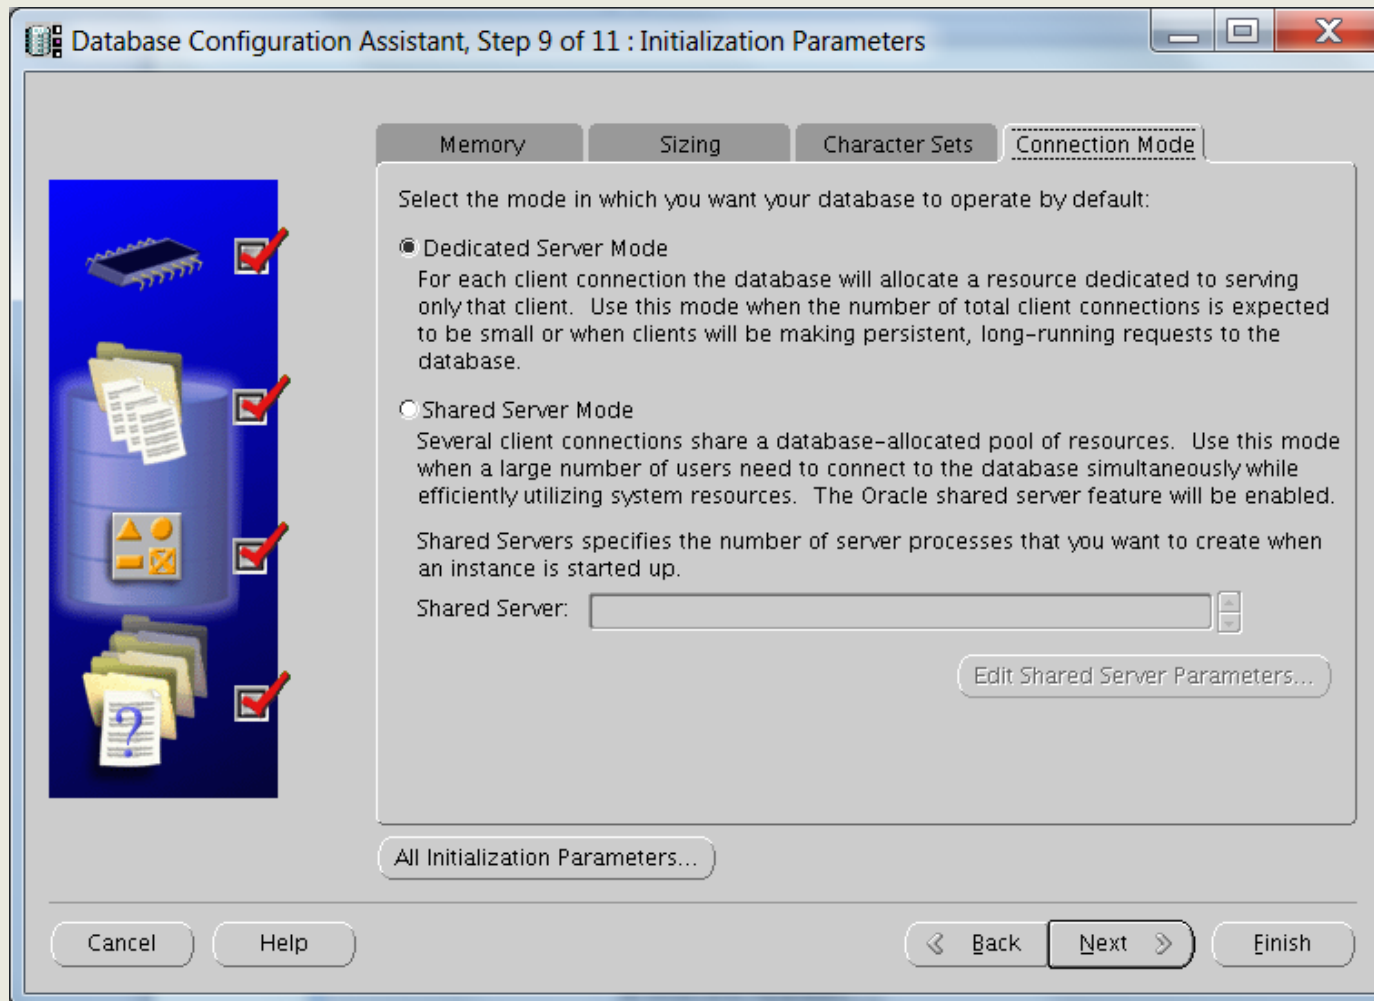 Database Configuration Assistant, Step 9 of 11 : Initialization Parameters
Memory
Sizing
Character Sets
Connection Mode
Select the mode in which you want your database to operate by default:
Dedicated Server Mode
For each client connection the database will allocate a resource dedicated to serving
only that client.  Use this mode when the number of total client connections is expected
to be small or when clients will be making persistent, long-running requests to the
database.
Shared Server Mode
Several client connections share a database-allocated pool of resources.  Use this mode
when a large number of users need to connect to the database simultaneously while
efficiently utilizing system resources.  The Oracle shared server feature will be enabled.
Shared Servers specifies the number of server processes that you want to create when
an instance is started up.
Shared Server:
Edit Shared Server Parameters...
?
All Initialization Parameters...
Cancel
Help
Back
Next
Finish